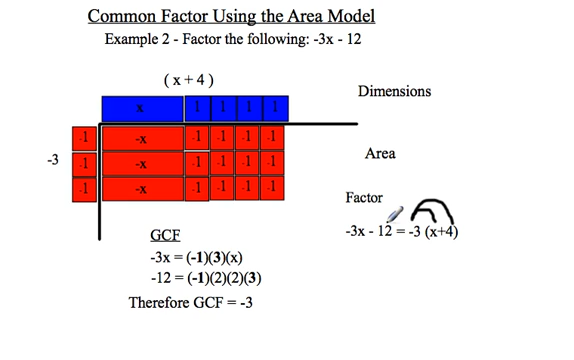 Common Factor Using the Area Model
Example 2 - Factor the following: -3x - 12
(x+4)
Dimensions
x 1 1 1 1
-1 -x -1 -1 -1 -1
Area
-3 -1 -x -1 -1 -1 -1
-1 -x -1 -1 -1 -1
Factor
-3x - 12 = -3 (x+4)
GCF
-3x = (-1)(3)(x)
-12 = (-1)(2)(2)(3)
Therefore GCF = -3